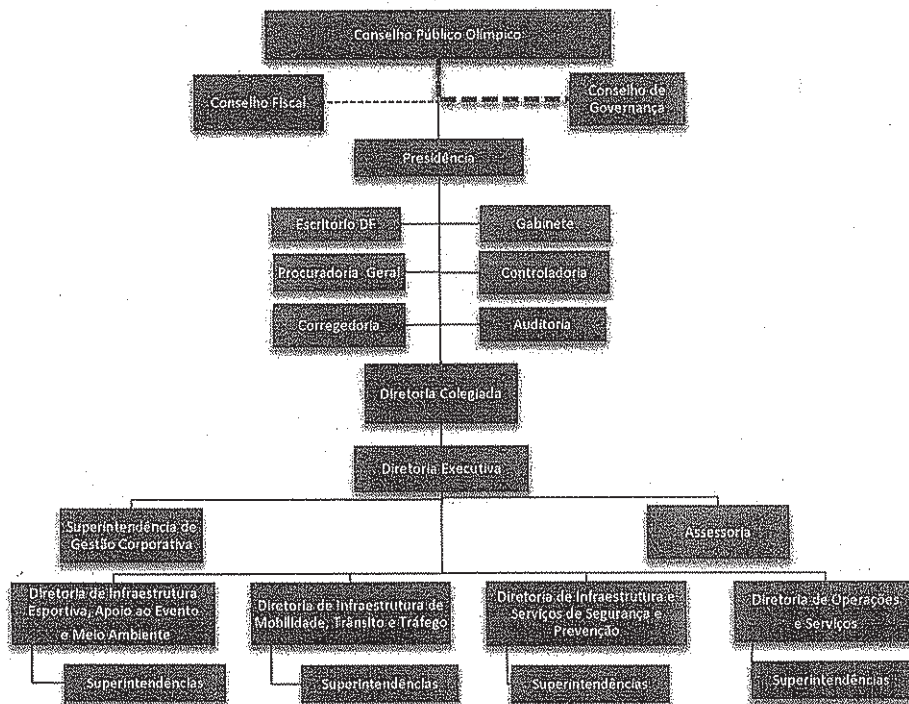 Conselho Público Olímpico
Conselho Fiscal
Conselho de
Governança
Presidência
Escritorio DF
Gabinete
Procuradoria Geral
Controladoria
Corregedoria
Auditoria
Diretoria Colegiada
Diretoria Executiva
Superintendência de
Gestão Corporativa
Assessoria
Diretoria de Infraestrutura
Esportiva, Apoio ao Evento
e Meio Ambiente
Diretoria de Infraestrutura de
Mobilidade, Trânsito e Tráfego
Diretoria de Infraestrutura e
Serviços de Segurança e
Prevenção
Diretoria de Operações
e Serviços
Superintendências
Superintendências
Superintendências
Superintendências